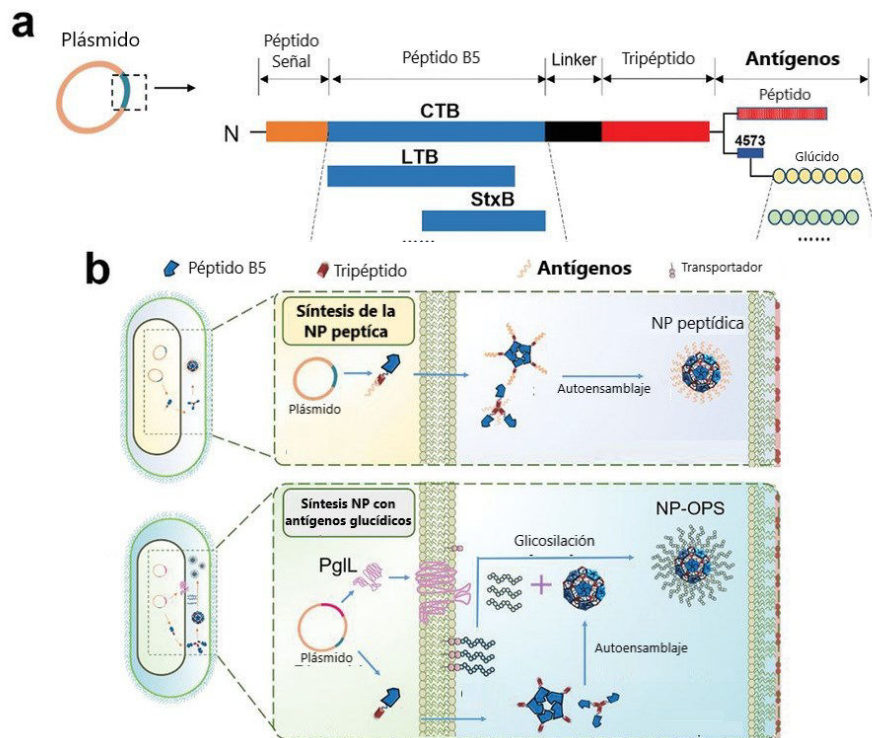 a
Plásmido
Péptido
Señal
Péptido B5
Linker
Tripéptido
Antígenos
N
CTB
LTB
StxB
......
Péptido
4573
Glúcido
......
b
Péptido B5
Tripéptido
Antígenos
Transportador
Síntesis de la
NP peptíca
Plásmido
Autoensamblaje
NP peptídica
Síntesis NP con
antígenos glucídicos
PglL
Plásmido
Glicosilación
NP-OPS
Autoensamblaje